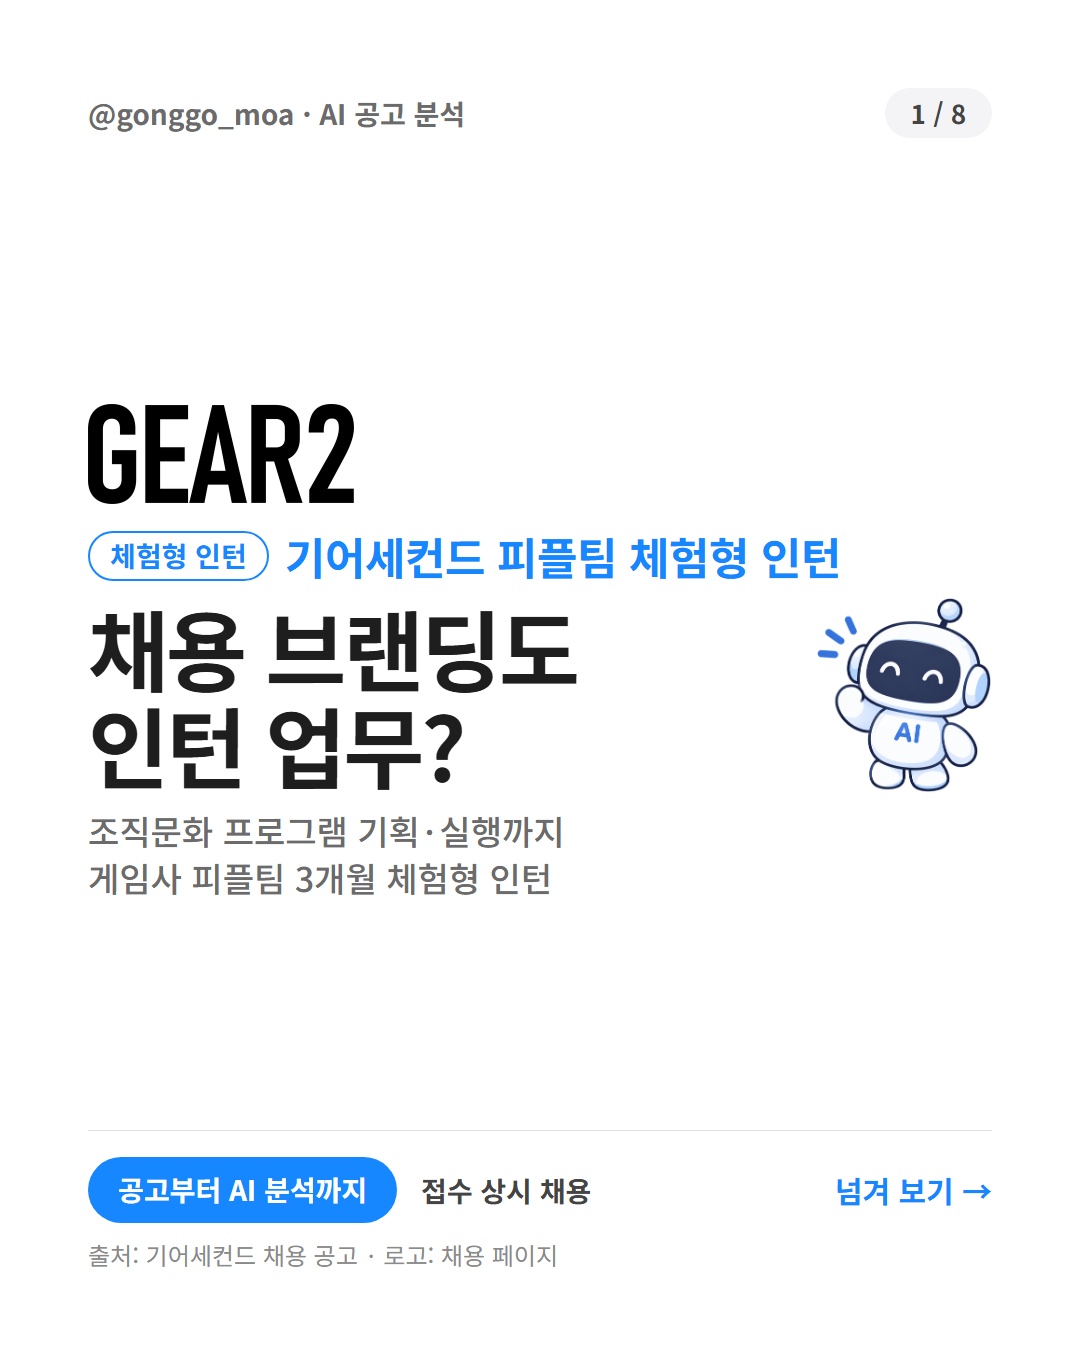 @gonggo_moa · AI 공고 분석
1 / 8
GEAR2
체험형 인턴 기어세컨드 피플팀 체험형 인턴
채용 브랜딩도
인턴 업무?
AI
조직문화 프로그램 기획·실행까지
게임사 피플팀 3개월 체험형 인턴
공고부터 AI 분석까지 접수 상시 채용 넘겨 보기 →
출처: 기어세컨드 채용 공고 · 로고: 채용 페이지